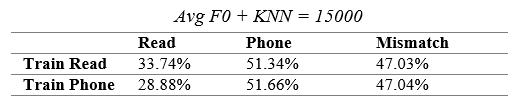 Avg F0 + KNN = 15000
Read Phone Mismatch
Train Read 33.74% 51.34% 47.03%
Train Phone 28.88% 51.66% 47.04%